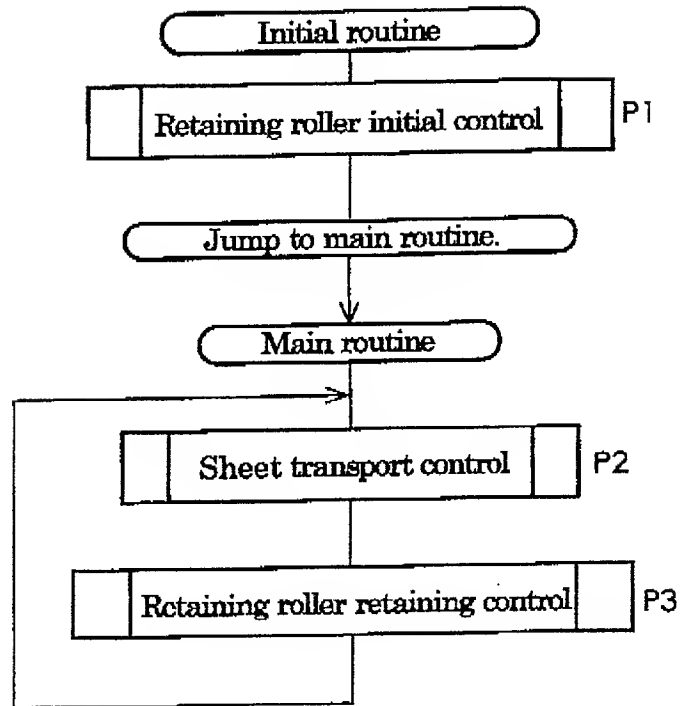 Initial routine
Retaining roller initial control
P1
Jump to main routine.
Main routine
Sheet transport control
P2
Retaining roller retaining control
P3